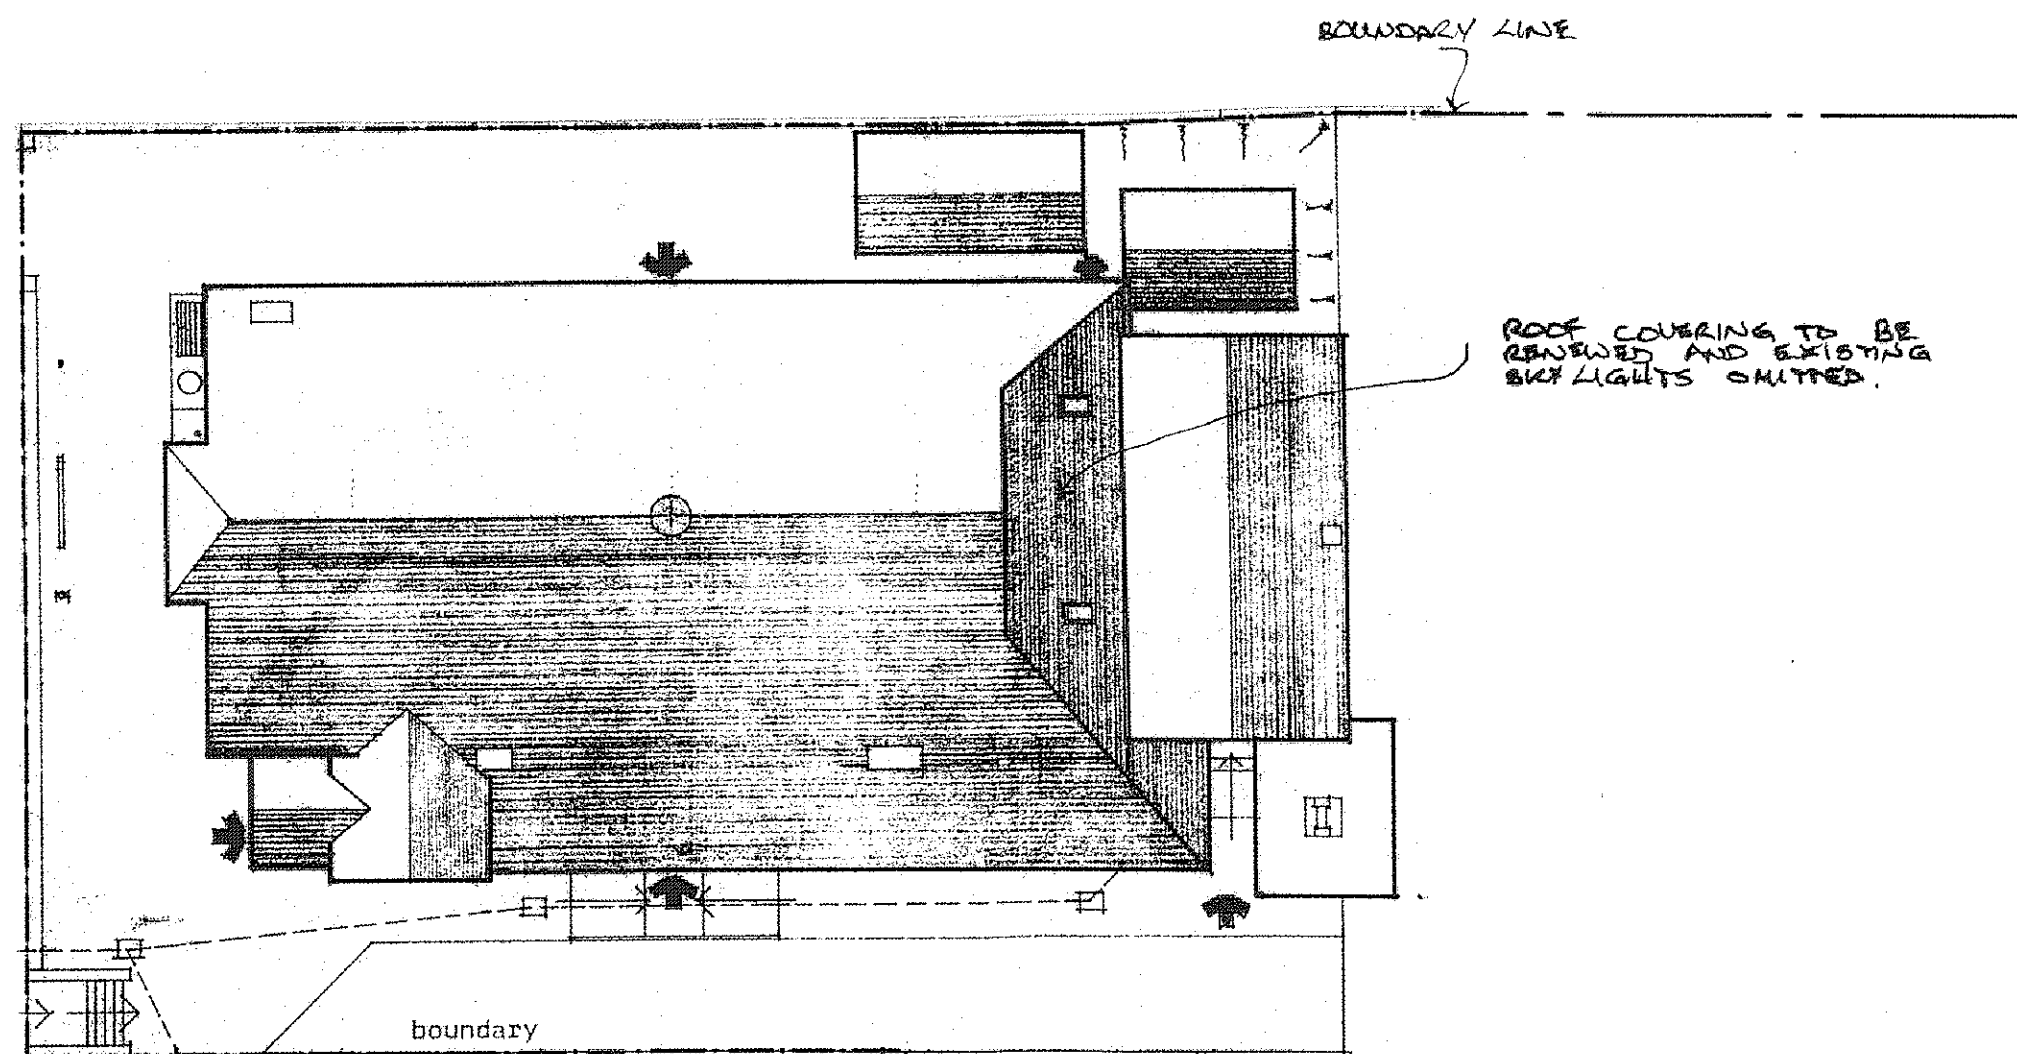 BOUNDARY LINE
ROOF COVERING TO BE
RENEWED AND EXISTING
SKYLIGHTS OMITTED.
boundary